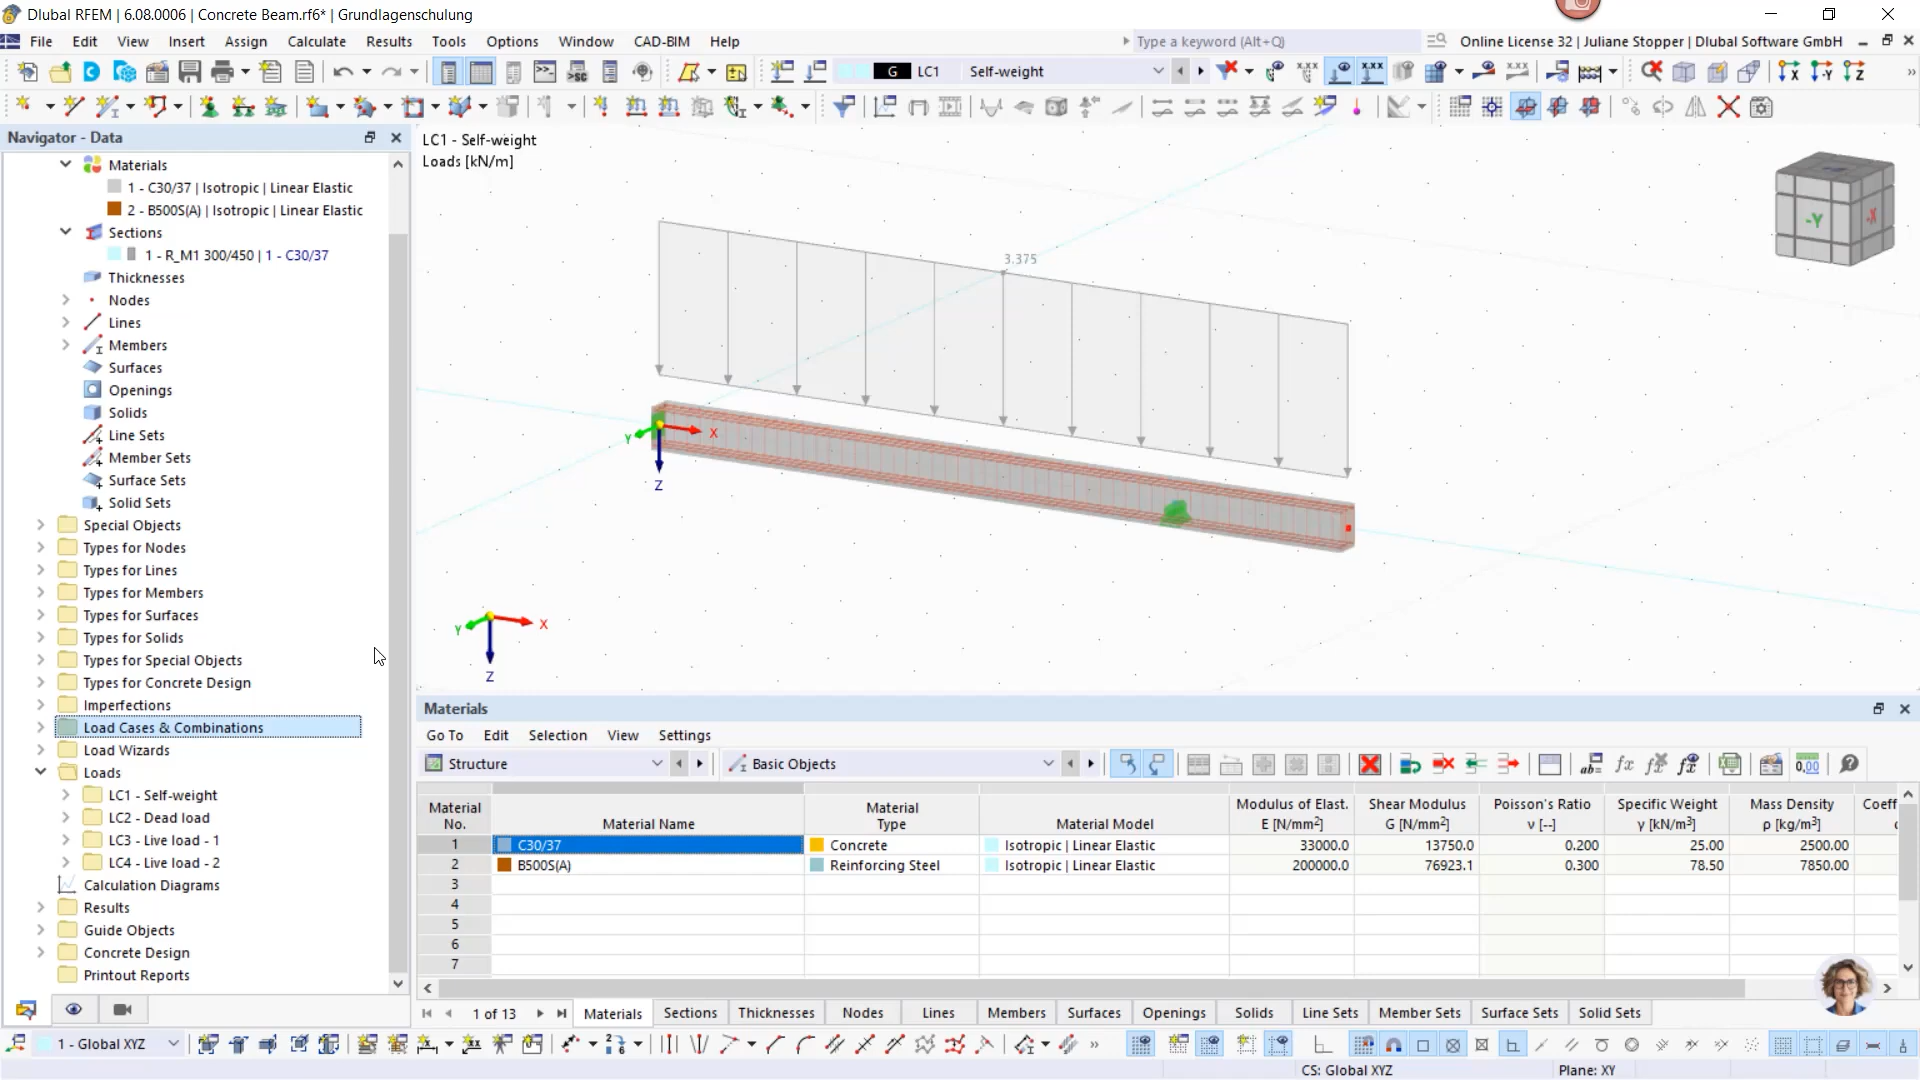 Dlubal RFEM | 6.08.0006 | Concrete Beam.rf6* | Grundlagenschulung
File Edit View Insert Assign Calculate Results Tools Options Window CAD-BIM Help
Type a keyword (Alt+Q)
Online License 32 | Juliane Stopper | Dlubal Software GmbH
G LC1 Self-weight
Navigator - Data
Materials
1 - C30/37 | Isotropic | Linear Elastic
2 - B500S(A) | Isotropic | Linear Elastic
Sections
1 - R_M1 300/450 | 1 - C30/37
Thicknesses
Nodes
Lines
Members
Surfaces
Openings
Solids
Line Sets
Member Sets
Surface Sets
Solid Sets
Special Objects
Types for Nodes
Types for Lines
Types for Members
Types for Surfaces
Types for Solids
Types for Special Objects
Types for Concrete Design
Imperfections
Load Cases & Combinations
Load Wizards
Loads
LC1 - Self-weight
LC2 - Dead load
LC3 - Live load - 1
LC4 - Live load - 2
Calculation Diagrams
Results
Guide Objects
Concrete Design
Printout Reports
1 - Global XYZ
LC1 - Self-weight
Loads [kN/m]
3.375
Y X
Z
Y X
Z
-Y -X
Materials
Go To Edit Selection View Settings
Structure
Basic Objects
Material No. Material Name Material Type Material Model Modulus of Elast. E [N/mm²] Shear Modulus G [N/mm²] Poisson's Ratio ν [--] Specific Weight γ [kN/m³] Mass Density ρ [kg/m³] Coeff
1 C30/37 Concrete Isotropic | Linear Elastic 33000.0 13750.0 0.200 25.00 2500.00
2 B500S(A) Reinforcing Steel Isotropic | Linear Elastic 200000.0 76923.1 0.300 78.50 7850.00
3
4
5
6
7
1 of 13 Materials Sections Thicknesses Nodes Lines Members Surfaces Openings Solids Line Sets Member Sets Surface Sets Solid Sets
CS: Global XYZ Plane: XY